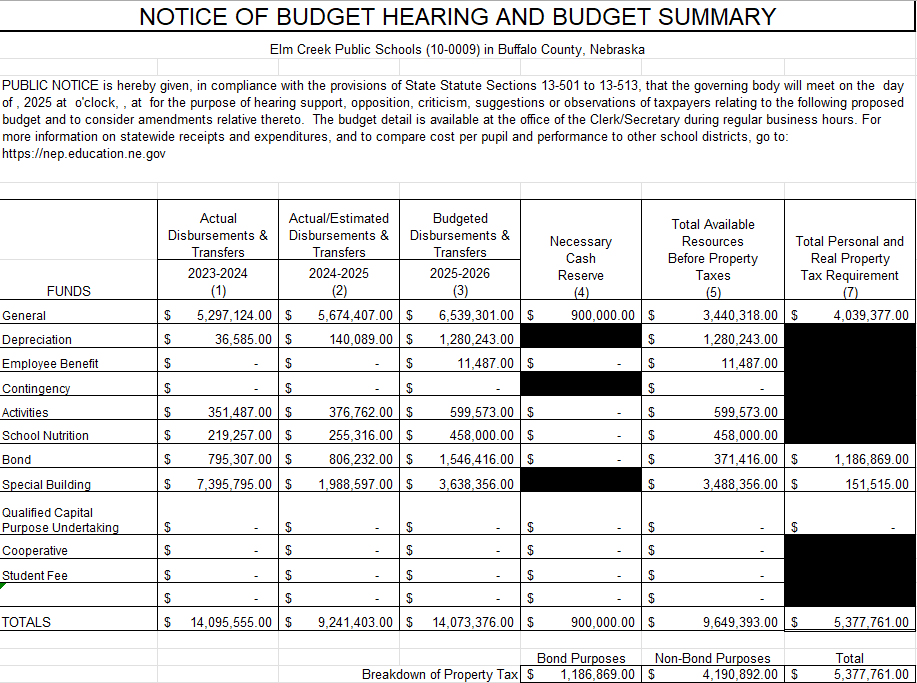 NOTICE OF BUDGET HEARING AND BUDGET SUMMARY
Elm Creek Public Schools (10-0009) in Buffalo County, Nebraska
PUBLIC NOTICE is hereby given, in compliance with the provisions of State Statute Sections 13-501 to 13-513, that the governing body will meet on the  day
of , 2025 at  o'clock, , at  for the purpose of hearing support, opposition, criticism, suggestions or observations of taxpayers relating to the following proposed
budget and to consider amendments relative thereto.  The budget detail is available at the office of the Clerk/Secretary during regular business hours. For
more information on statewide receipts and expenditures, and to compare cost per pupil and performance to other school districts, go to:
https://nep.education.ne.gov
FUNDS | Actual Disbursements & Transfers 2023-2024 (1) | Actual/Estimated Disbursements & Transfers 2024-2025 (2) | Budgeted Disbursements & Transfers 2025-2026 (3) | Necessary Cash Reserve (4) | Total Available Resources Before Property Taxes (5) | Total Personal and Real Property Tax Requirement (7)
General $ 5,297,124.00 $ 5,674,407.00 $ 6,539,301.00 $ 900,000.00 $ 3,440,318.00 $ 4,039,377.00
Depreciation $ 36,585.00 $ 140,089.00 $ 1,280,243.00 $ 1,280,243.00
Employee Benefit $ - $ - $ 11,487.00 $ - $ 11,487.00
Contingency $ - $ - $ - $ -
Activities $ 351,487.00 $ 376,762.00 $ 599,573.00 $ - $ 599,573.00
School Nutrition $ 219,257.00 $ 255,316.00 $ 458,000.00 $ - $ 458,000.00
Bond $ 795,307.00 $ 806,232.00 $ 1,546,416.00 $ - $ 371,416.00 $ 1,186,869.00
Special Building $ 7,395,795.00 $ 1,988,597.00 $ 3,638,356.00 $ 3,488,356.00 $ 151,515.00
Qualified Capital
Purpose Undertaking $ - $ - $ - $ - $ - $ -
Cooperative $ - $ - $ - $ - $ -
Student Fee $ - $ - $ - $ - $ -
$ - $ - $ - $ - $ -
TOTALS $ 14,095,555.00 $ 9,241,403.00 $ 14,073,376.00 $ 900,000.00 $ 9,649,393.00 $ 5,377,761.00
Bond Purposes Non-Bond Purposes Total
Breakdown of Property Tax $ 1,186,869.00 $ 4,190,892.00 $ 5,377,761.00